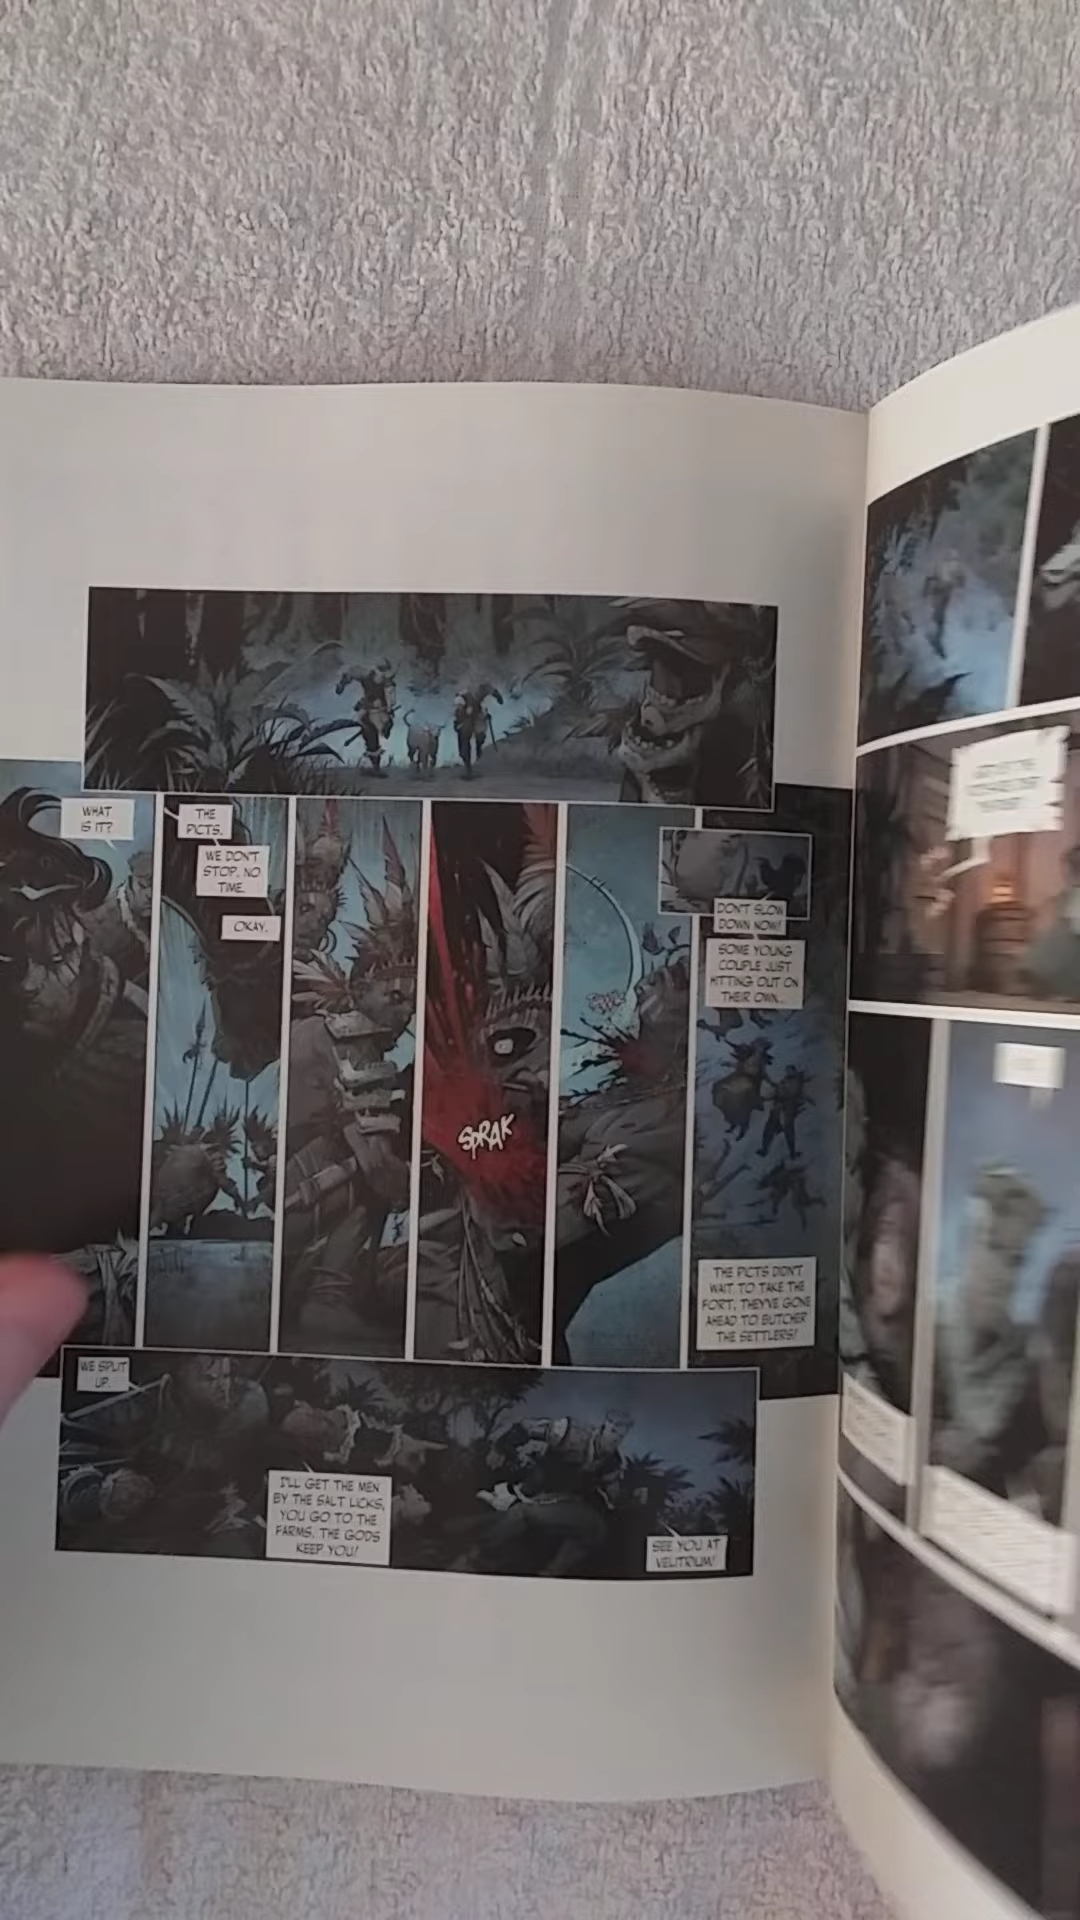 WHAT
IS IT?
THE
PICTS.
WE DON'T
STOP. NO
TIME.
OKAY.
SPRAK
DON'T SLOW
DOWN NOW!
SOME YOUNG
COUPLE JUST
HITTING OUT ON
THEIR OWN...
THE PICTS DIDN'T
WAIT TO TAKE THE
FORT, THEY'VE GONE
AHEAD TO BUTCHER
THE SETTLERS!
WE SPLIT
UP.
I'LL GET THE MEN
BY THE SALT LICKS,
YOU GO TO THE
FARMS. THE GODS
KEEP YOU!
SEE YOU AT
VELITRIUM!